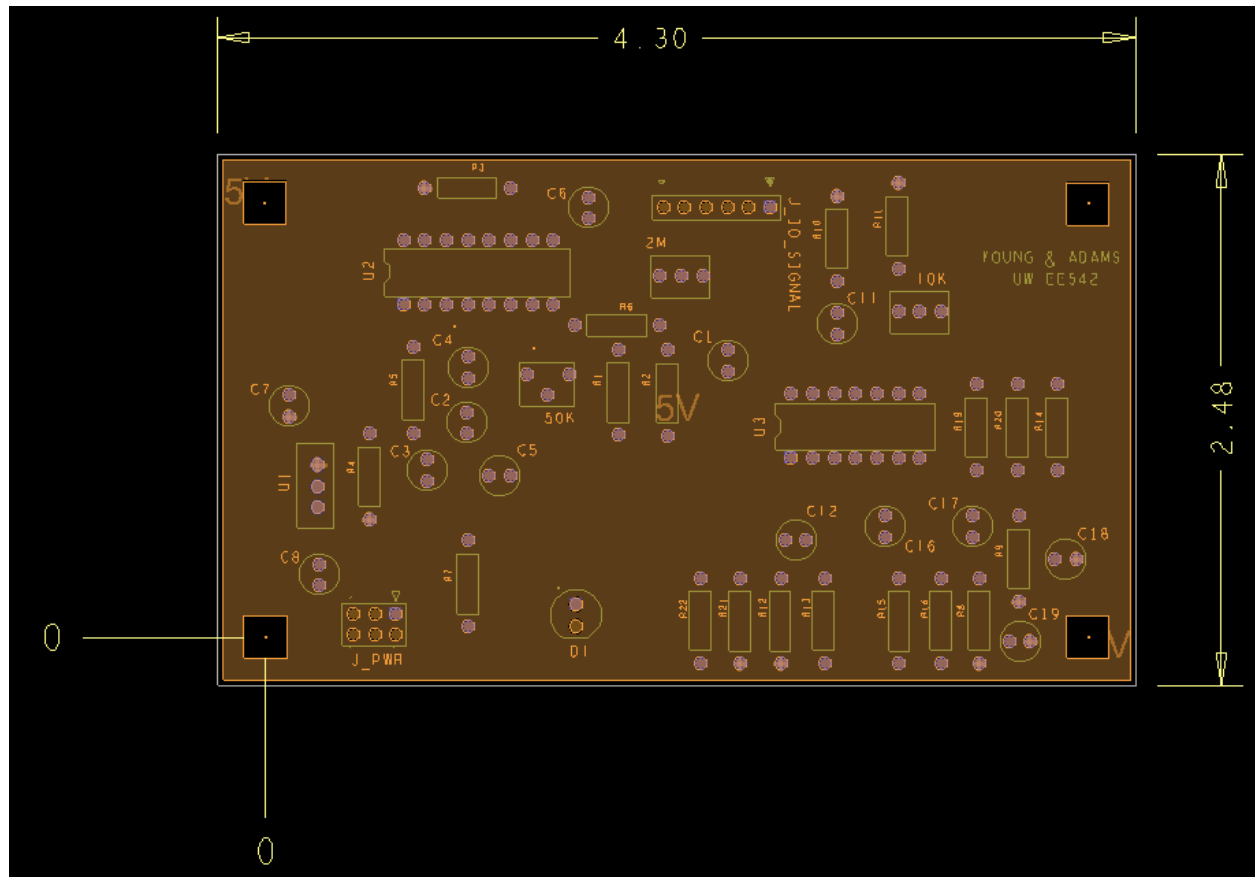 4.30
5V
R3
C6
J_IO_SIGNAL
R10
R11
YOUNG & ADAMS
UW EE542
U2
2M
10K
C11
R6
C4
C1
R5
R1
R2
C7
C2
50K
5V
U3
R19
R20
R14
2.48
C3
C5
U1
R4
C12
C17
C16
C18
R9
C8
R7
R22
R21
R12
R13
R15
R16
R8
C19
0
J_PWR
D1
V
0